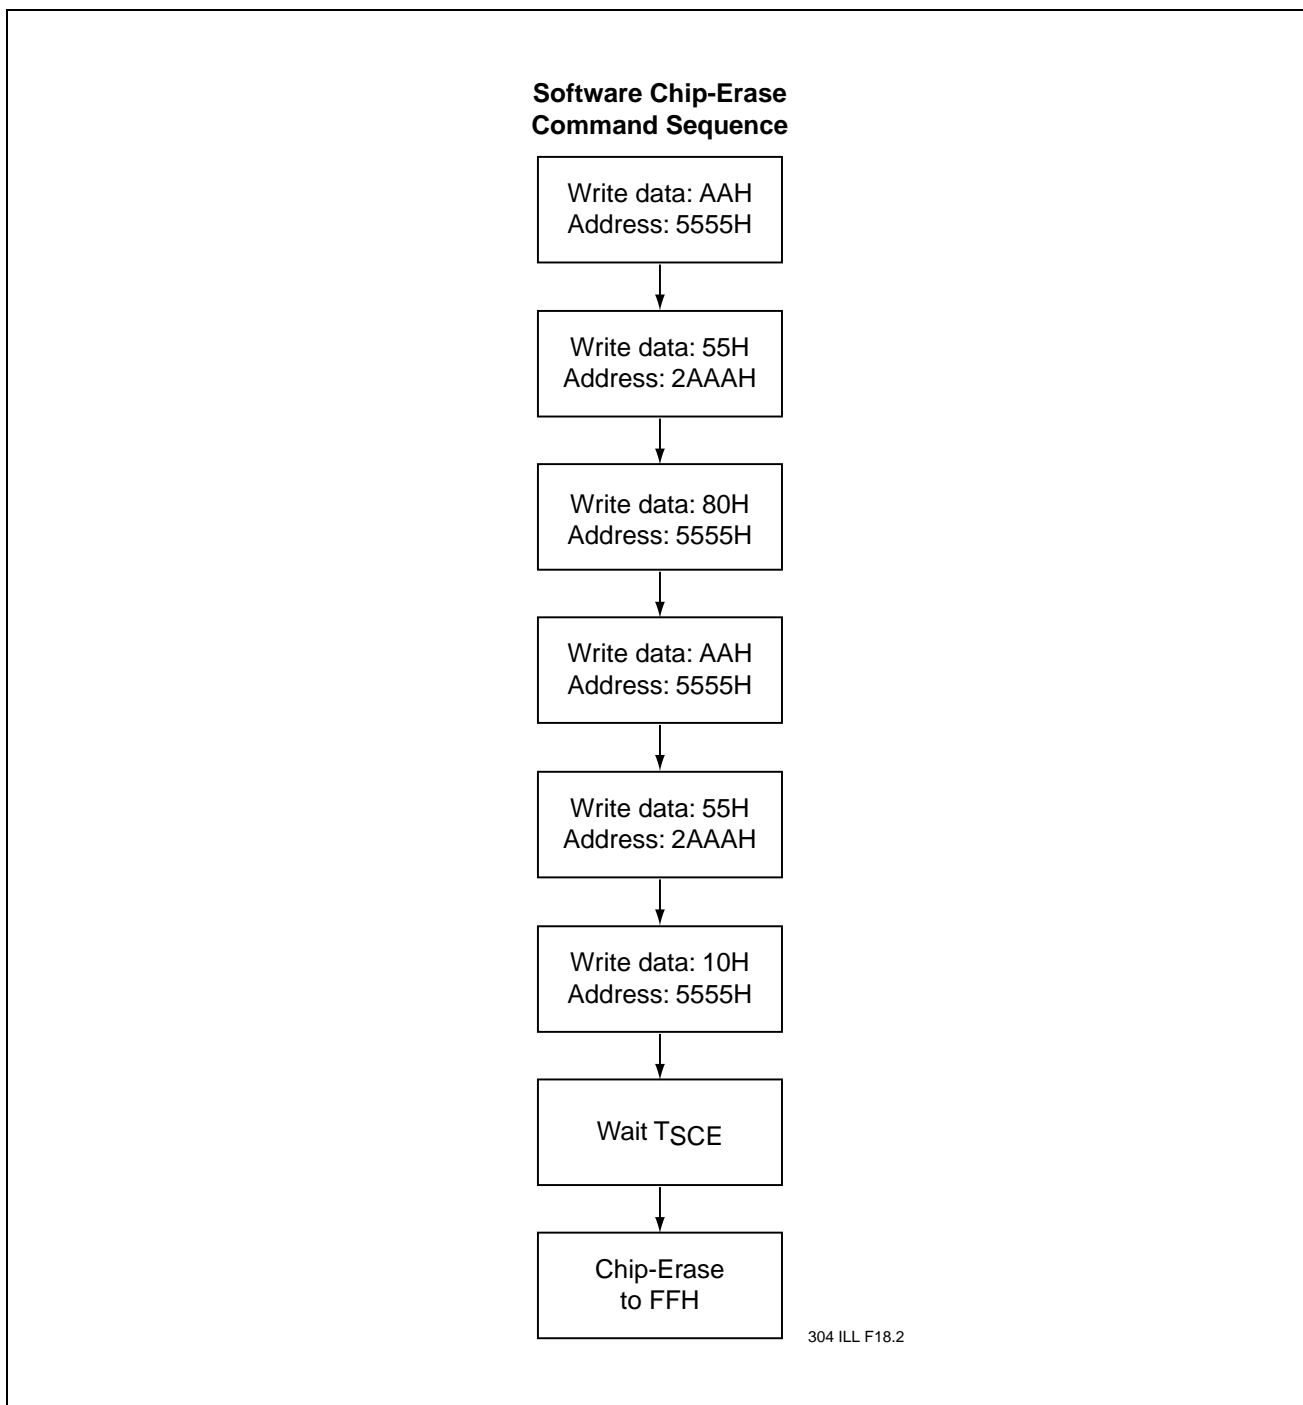 Software Chip-Erase
Command Sequence
Write data: AAH
Address: 5555H
Write data: 55H
Address: 2AAAH
Write data: 80H
Address: 5555H
Write data: AAH
Address: 5555H
Write data: 55H
Address: 2AAAH
Write data: 10H
Address: 5555H
Wait TSCE
Chip-Erase
to FFH
304 ILL F18.2